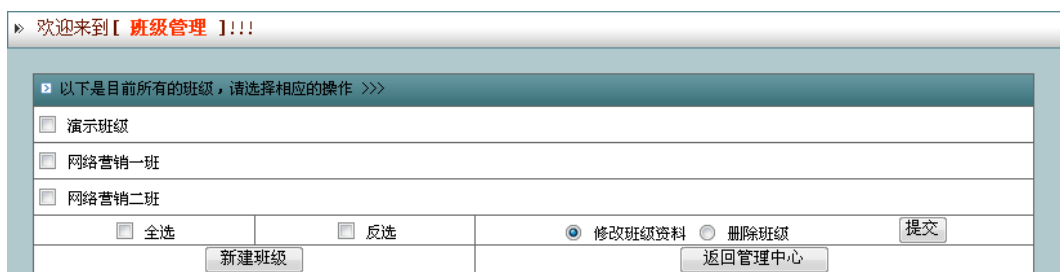 欢迎来到[ 班级管理 ]!!!
以下是目前所有的班级，请选择相应的操作 >>>
演示班级
网络营销一班
网络营销二班
全选 反选 修改班级资料 删除班级 提交
新建班级 返回管理中心